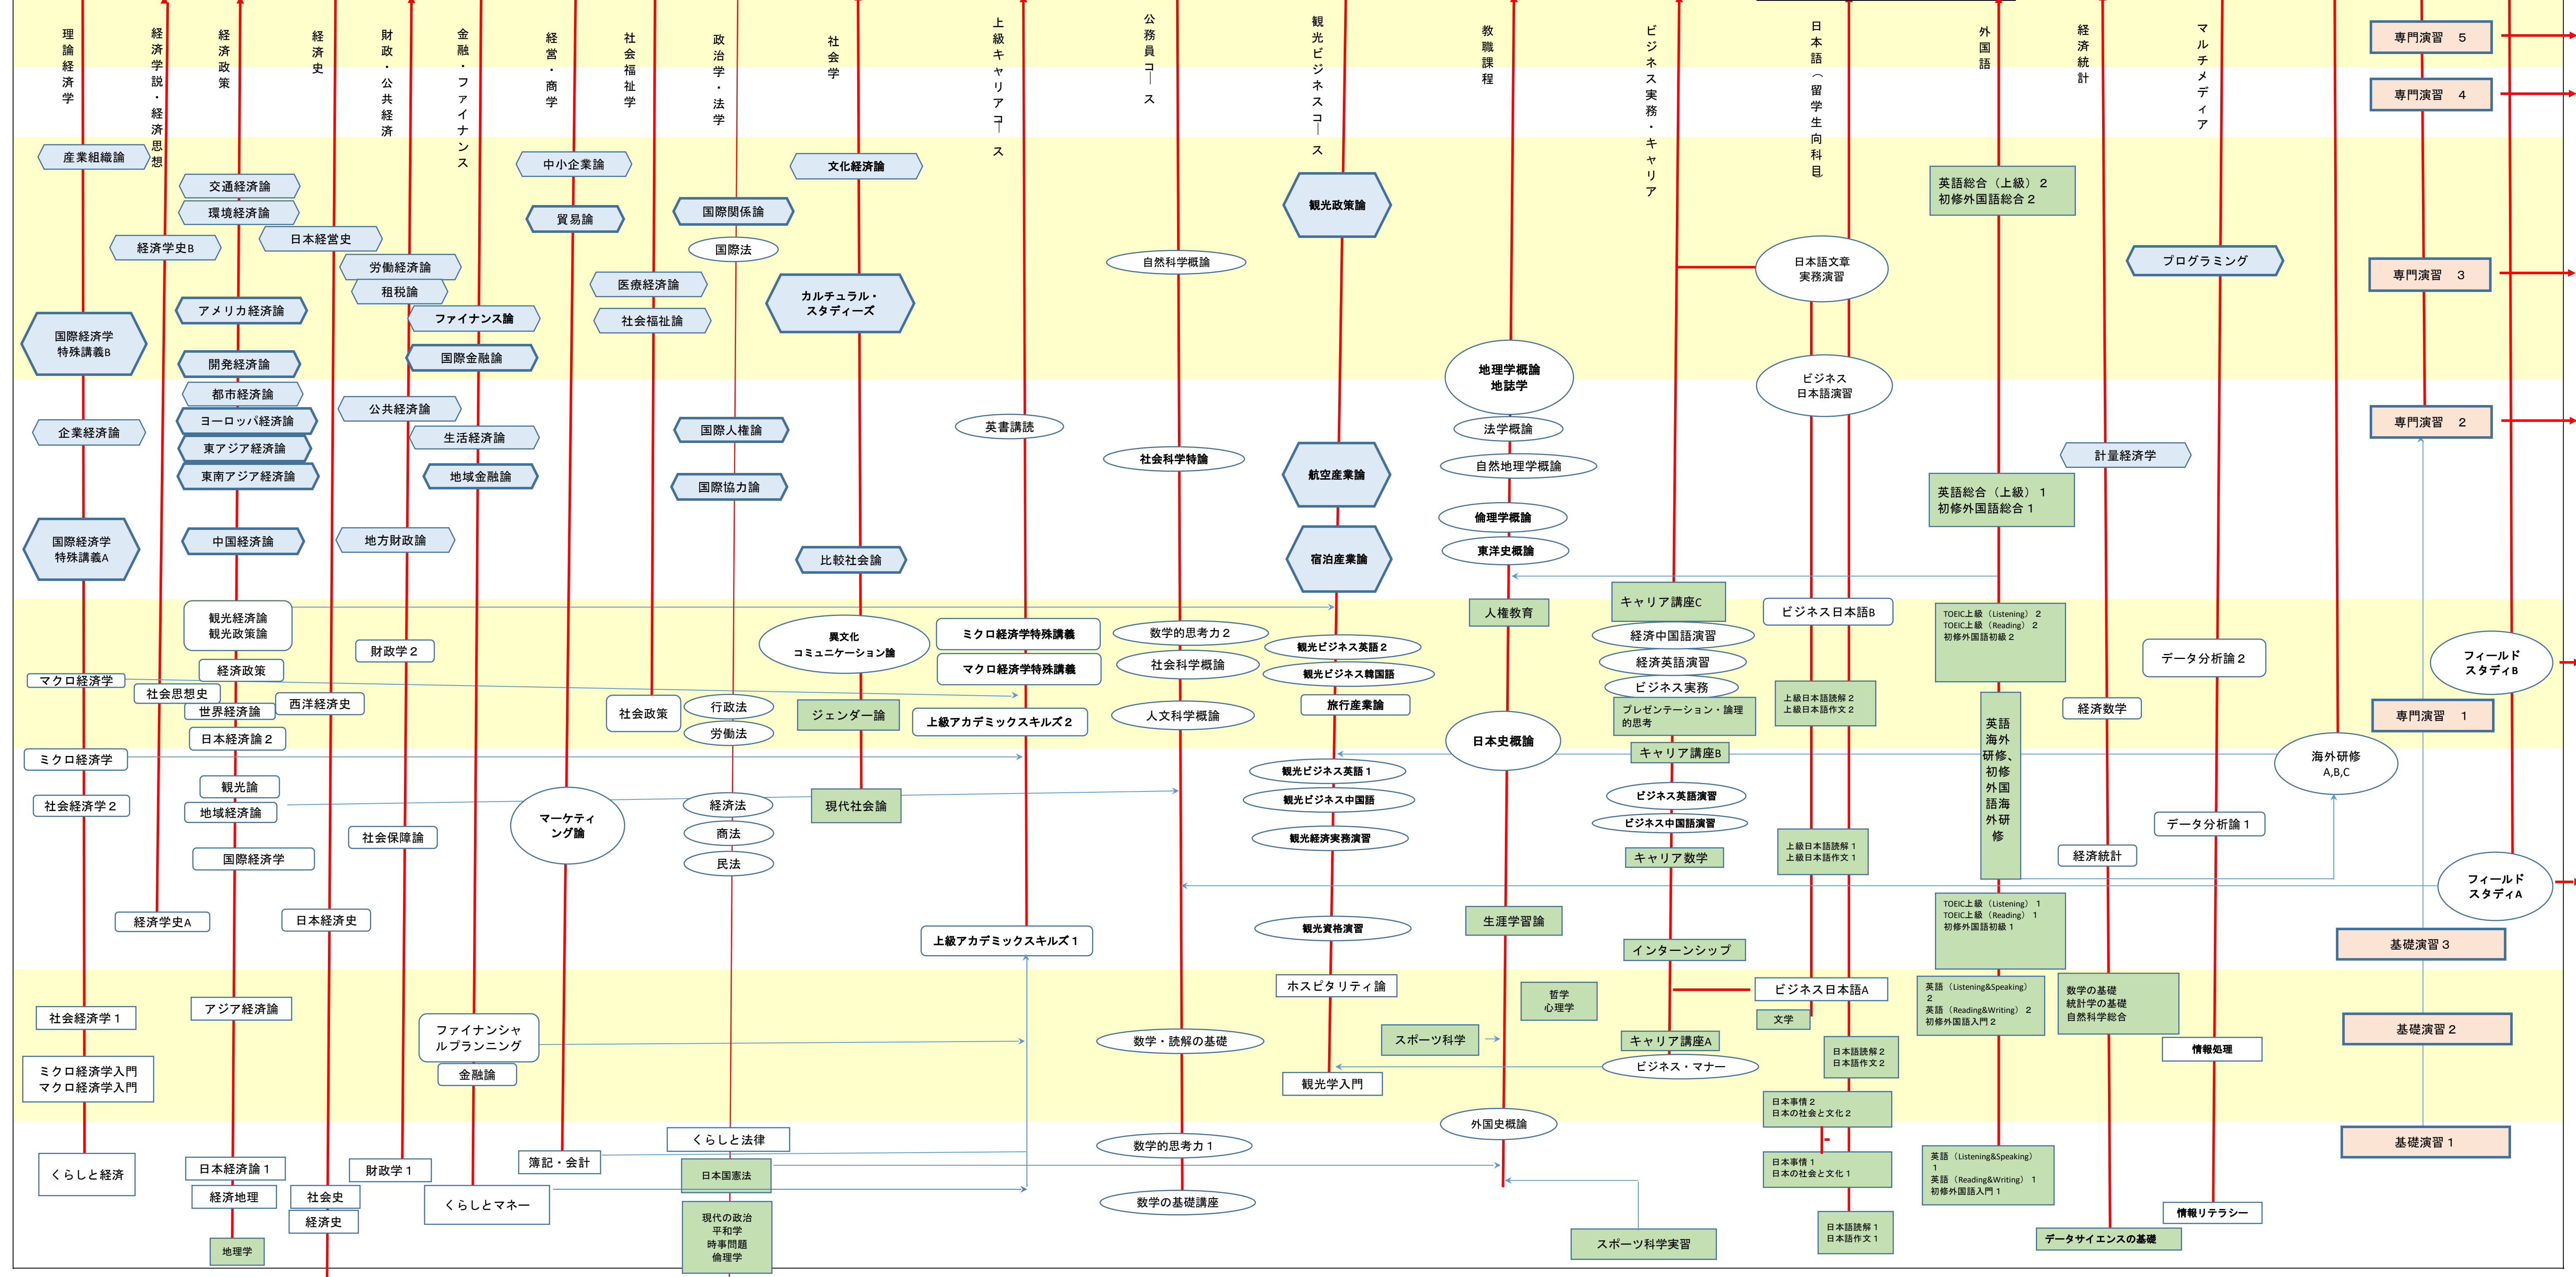 理論経済学
経済学説・経済思想
経済政策
経済史
財政・公共経済
金融・ファイナンス
経営・商学
社会福祉学
政治学・法学
社会学
上級キャリアコース
公務員コース
観光ビジネスコース
教職課程
ビジネス実務・キャリア
日本語（留学生向科目）
外国語
経済統計
マルチメディア
専門演習　5
専門演習　4
産業組織論
中小企業論
文化経済論
交通経済論
環境経済論
貿易論
国際関係論
観光政策論
英語総合（上級）２
初修外国語総合２
経済学史B
日本経営史
国際法
自然科学概論
日本語文章
実務演習
プログラミング
専門演習　３
労働経済論
租税論
医療経済論
カルチュラル・
スタディーズ
アメリカ経済論
ファイナンス論
社会福祉論
国際経済学
特殊講義B
開発経済論
国際金融論
地理学概論
地誌学
ビジネス
日本語演習
都市経済論
ヨーロッパ経済論
公共経済論
企業経済論
東アジア経済論
生活経済論
国際人権論
英書講読
法学概論
専門演習　２
東南アジア経済論
地域金融論
国際協力論
社会科学特論
航空産業論
自然地理学概論
計量経済学
英語総合（上級）１
初修外国語総合１
倫理学概論
国際経済学
特殊講義A
中国経済論
地方財政論
比較社会論
宿泊産業論
東洋史概論
観光経済論
観光政策論
人権教育
キャリア講座C
ビジネス日本語B
TOEIC上級（Listening）２
TOEIC上級（Reading）２
初修外国語初級２
財政学２
異文化
コミュニケーション論
ミクロ経済学特殊講義
マクロ経済学特殊講義
数学的思考力２
社会科学概論
観光ビジネス英語２
観光ビジネス韓国語
経済中国語演習
経済英語演習
ビジネス実務
データ分析論２
フィールド
スタディB
経済政策
マクロ経済学
社会思想史
世界経済論
西洋経済史
社会政策
行政法
労働法
ジェンダー論
上級アカデミックスキルズ２
人文科学概論
旅行産業論
日本史概論
プレゼンテーション・論理
的思考
上級日本語読解２
上級日本語作文２
英語
海外
研修、
初修
外国
語海
外研
修
経済数学
専門演習　１
日本経済論２
ミクロ経済学
キャリア講座B
海外研修
A,B,C
観光論
社会経済学２
地域経済論
マーケティ
ング論
経済法
商法
民法
現代社会論
観光ビジネス英語１
観光ビジネス中国語
観光経済実務演習
ビジネス英語演習
ビジネス中国語演習
データ分析論１
社会保障論
国際経済学
キャリア数学
上級日本語読解１
上級日本語作文１
経済統計
フィールド
スタディA
経済学史A
日本経済史
上級アカデミックスキルズ１
観光資格演習
生涯学習論
インターンシップ
TOEIC上級（Listening）１
TOEIC上級（Reading）１
初修外国語初級１
基礎演習３
ホスピタリティ論
哲学
心理学
ビジネス日本語A
文学
英語（Listening&Speaking）
２
英語（Reading&Writing）２
初修外国語入門２
数学の基礎
統計学の基礎
自然科学総合
社会経済学１
アジア経済論
ファイナンシャ
ルプランニング
金融論
数学・読解の基礎
スポーツ科学
キャリア講座A
ビジネス・マナー
日本語読解２
日本語作文２
情報処理
基礎演習２
ミクロ経済学入門
マクロ経済学入門
観光学入門
日本事情２
日本の社会と文化２
外国史概論
くらしと法律
数学的思考力１
基礎演習１
くらしと経済
日本経済論１
経済地理
社会史
経済史
財政学１
簿記・会計
くらしとマネー
日本国憲法
日本事情１
日本の社会と文化１
英語（Listening&Speaking）
１
英語（Reading&Writing）１
初修外国語入門１
数学の基礎講座
現代の政治
平和学
時事問題
倫理学
地理学
スポーツ科学実習
日本語読解１
日本語作文１
情報リテラシー
データサイエンスの基礎